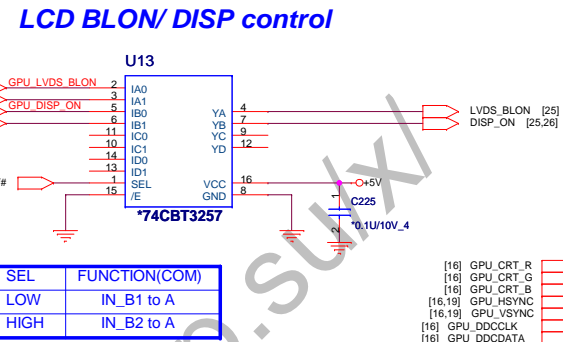 LCD BLON/ DISP control
U13
GPU_LVDS_BLON 2 IA0
3 IA1
GPU_DISP_ON 5 IB0 YA 4 LVDS_BLON [25]
6 IB1 YB 7 DISP_ON [25,26]
11 IC0 YC 9
10 IC1 YD 12
14 ID0
13 ID1
# 1 SEL VCC 16 +5V
15 /E GND 8
*74CBT3257
1 C225
2 *0.1U/10V_4
SEL FUNCTION(COM)
LOW IN_B1 to A
HIGH IN_B2 to A
[16] GPU_CRT_R
[16] GPU_CRT_G
[16] GPU_CRT_B
[16,19] GPU_HSYNC
[16,19] GPU_VSYNC
[16] GPU_DDCCLK
[16] GPU_DDCDATA